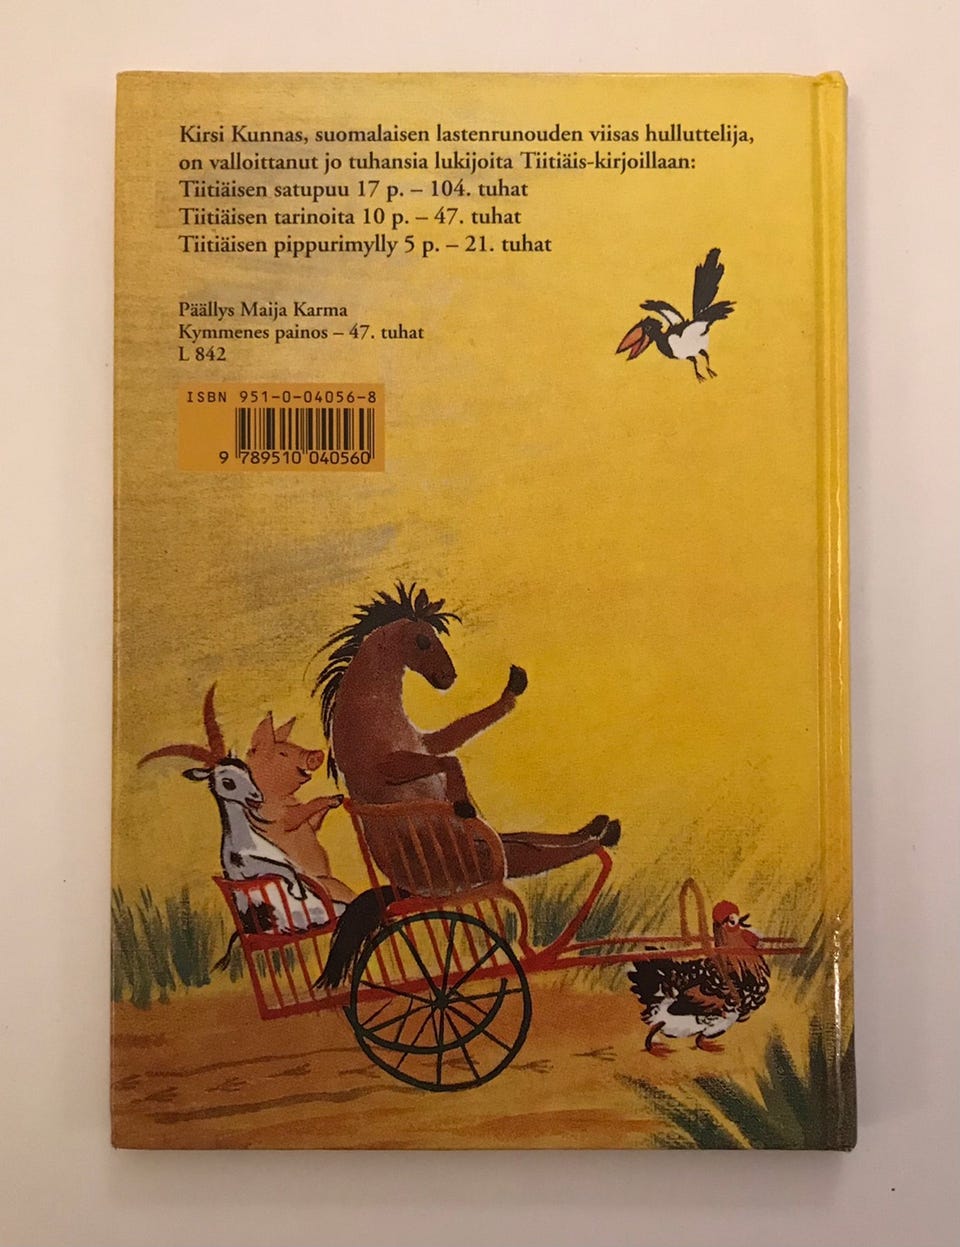 Kirsi Kunnas, suomalaisen lastenrunouden viisas hulluttelija,
on valloittanut jo tuhansia lukijoita Tiitiäis-kirjoillaan:
Tiitiäisen satupuu 17 p. – 104. tuhat
Tiitiäisen tarinoita 10 p. – 47. tuhat
Tiitiäisen pippurimylly 5 p. – 21. tuhat
Päällys Maija Karma
Kymmenes painos – 47. tuhat
L 842
ISBN 951-0-04056-8
9 789510 040560